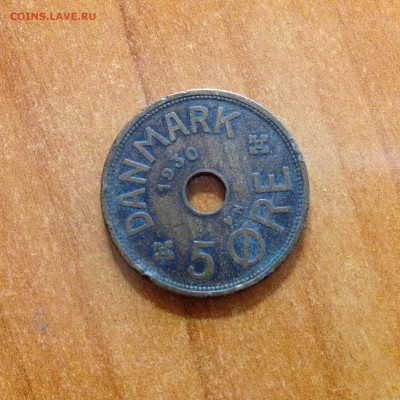 COINS.LAVE.RU
DANMARK
1930
N
5 ØRE